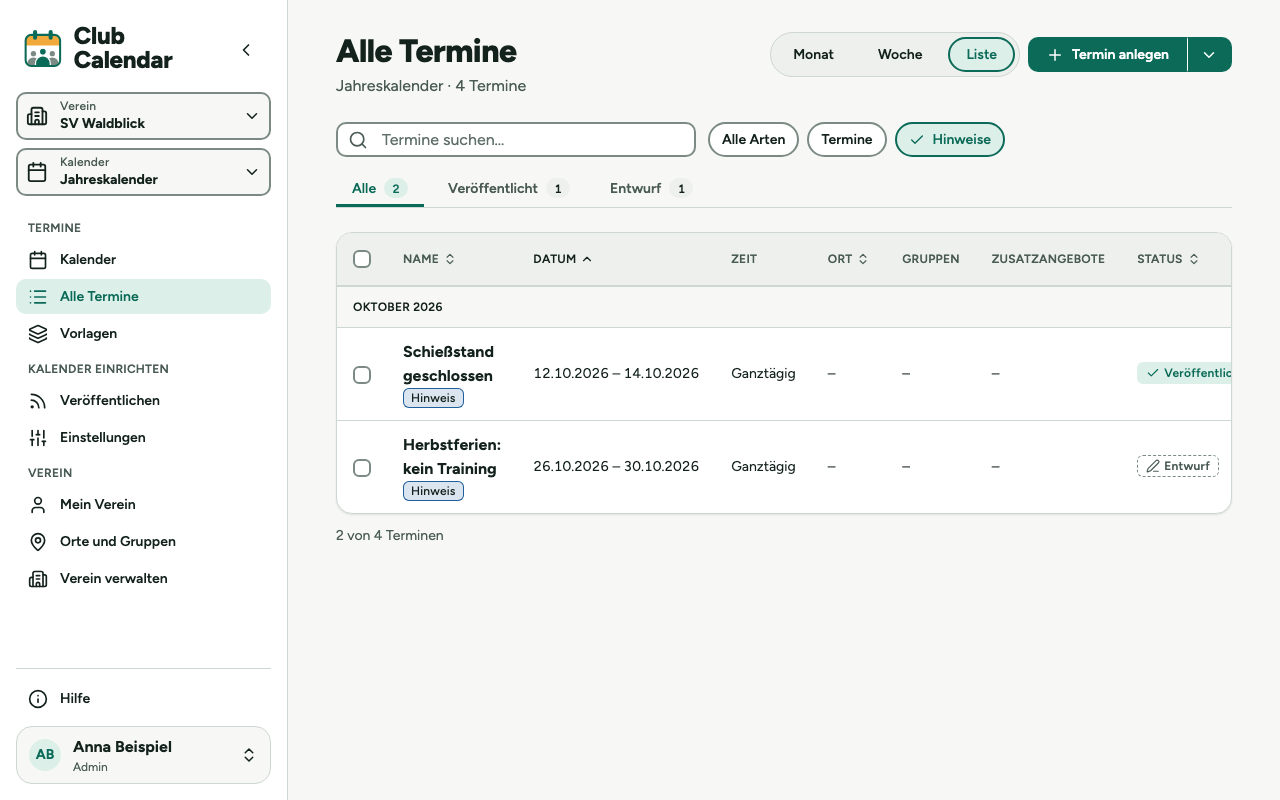 Club
Calendar
Verein
SV Waldblick
Kalender
Jahreskalender
TERMINE
Kalender
Alle Termine
Vorlagen
KALENDER EINRICHTEN
Veröffentlichen
Einstellungen
VEREIN
Mein Verein
Orte und Gruppen
Verein verwalten
Hilfe
AB
Anna Beispiel
Admin
Alle Termine
Jahreskalender · 4 Termine
Monat Woche Liste
Termin anlegen
Termine suchen...
Alle Arten Termine Hinweise
Alle 2 Veröffentlicht 1 Entwurf 1
NAME DATUM ZEIT ORT GRUPPEN ZUSATZANGEBOTE STATUS
OKTOBER 2026
Schießstand
geschlossen
Hinweis
12.10.2026 – 14.10.2026 Ganztägig – – – Veröffentlic
Herbstferien:
kein Training
Hinweis
26.10.2026 – 30.10.2026 Ganztägig – – – Entwurf
2 von 4 Terminen